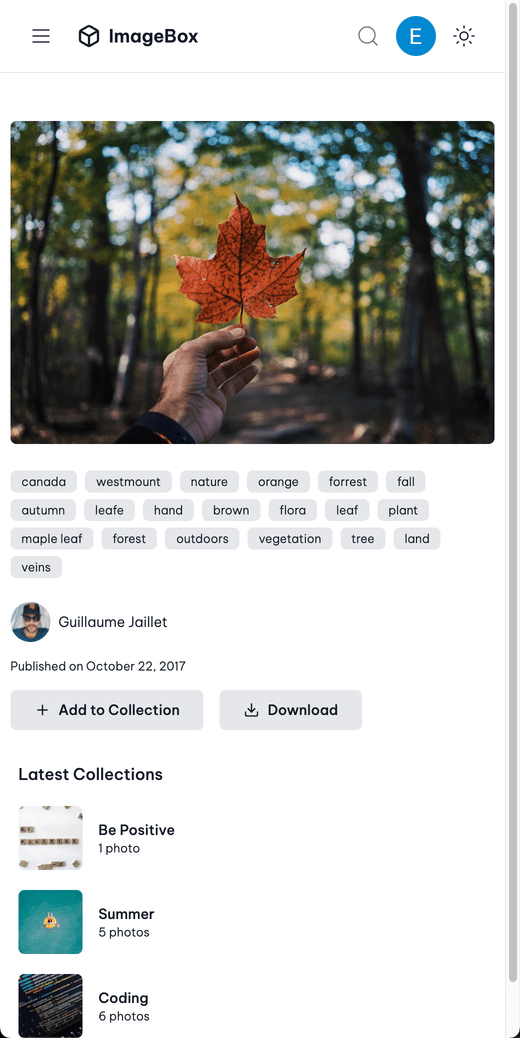 ImageBox E
canada westmount nature orange forrest fall
autumn leafe hand brown flora leaf plant
maple leaf forest outdoors vegetation tree land
veins
Guillaume Jaillet
Published on October 22, 2017
Add to Collection Download
Latest Collections
Be Positive
1 photo
Summer
5 photos
Coding
6 photos